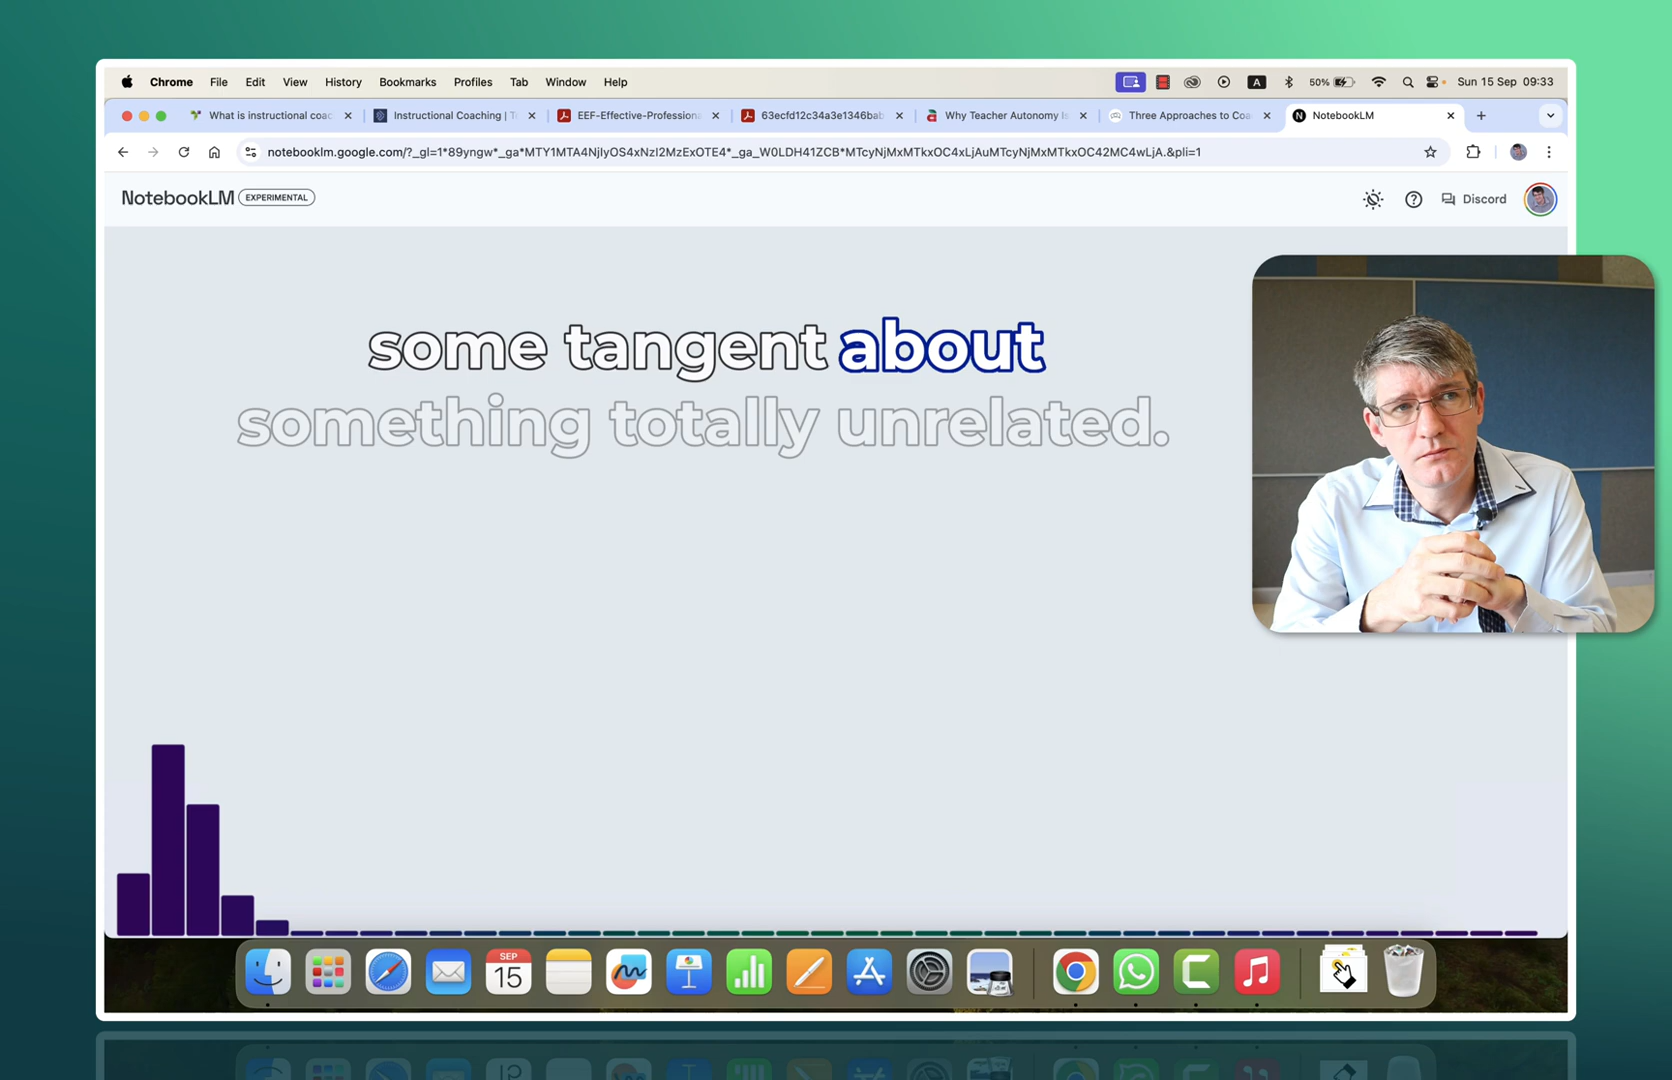 Chrome File Edit View History Bookmarks Profiles Tab Window Help A 50% Sun 15 Sep 09:33
What is instructional coac Instructional Coaching | T EEF-Effective-Professiona 63ecfd12c34a3e1346bab Why Teacher Autonomy Is Three Approaches to Coa NotebookLM
notebooklm.google.com/?_gl=1*89yngw*_ga*MTY1MTA4NjIyOS4xNzI2MzExOTE4*_ga_W0LDH41ZCB*MTcyNjMxMTkxOC4xLjAuMTcyNjMxMTkxOC42MC4wLjA.&pli=1
NotebookLM EXPERIMENTAL Discord
some tangent about
something totally unrelated.
SEP
15